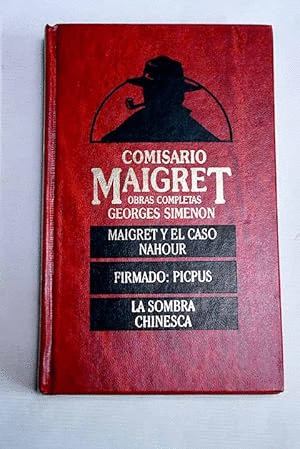 COMISARIO
MAIGRET
OBRAS COMPLETAS
GEORGES SIMENON
MAIGRET Y EL CASO
NAHOUR
FIRMADO: PICPUS
LA SOMBRA
CHINESCA